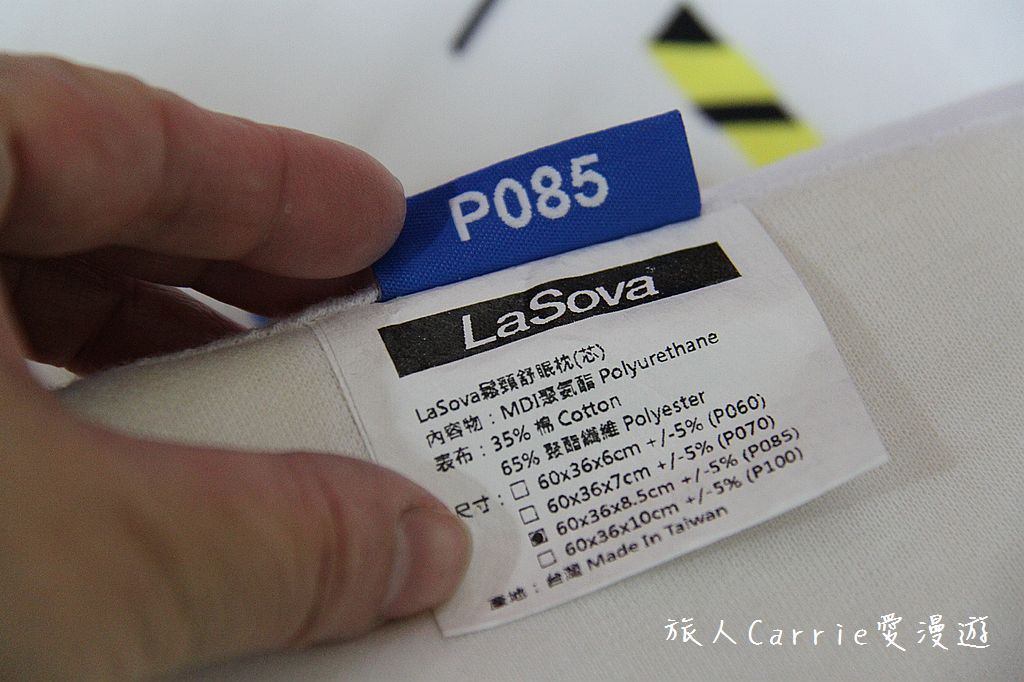 P085
LaSova
LaSova鬆頸舒眠枕(芯)
內容物：MDI聚氨酯 Polyurethane
表布：35% 棉 Cotton
65% 聚酯纖維 Polyester
尺寸：□ 60x36x6cm +/-5% (P060)
□ 60x36x7cm +/-5% (P070)
▣ 60x36x8.5cm +/-5% (P085)
□ 60x36x10cm +/-5% (P100)
產地：台灣 Made In Taiwan
旅人Carrie愛漫遊